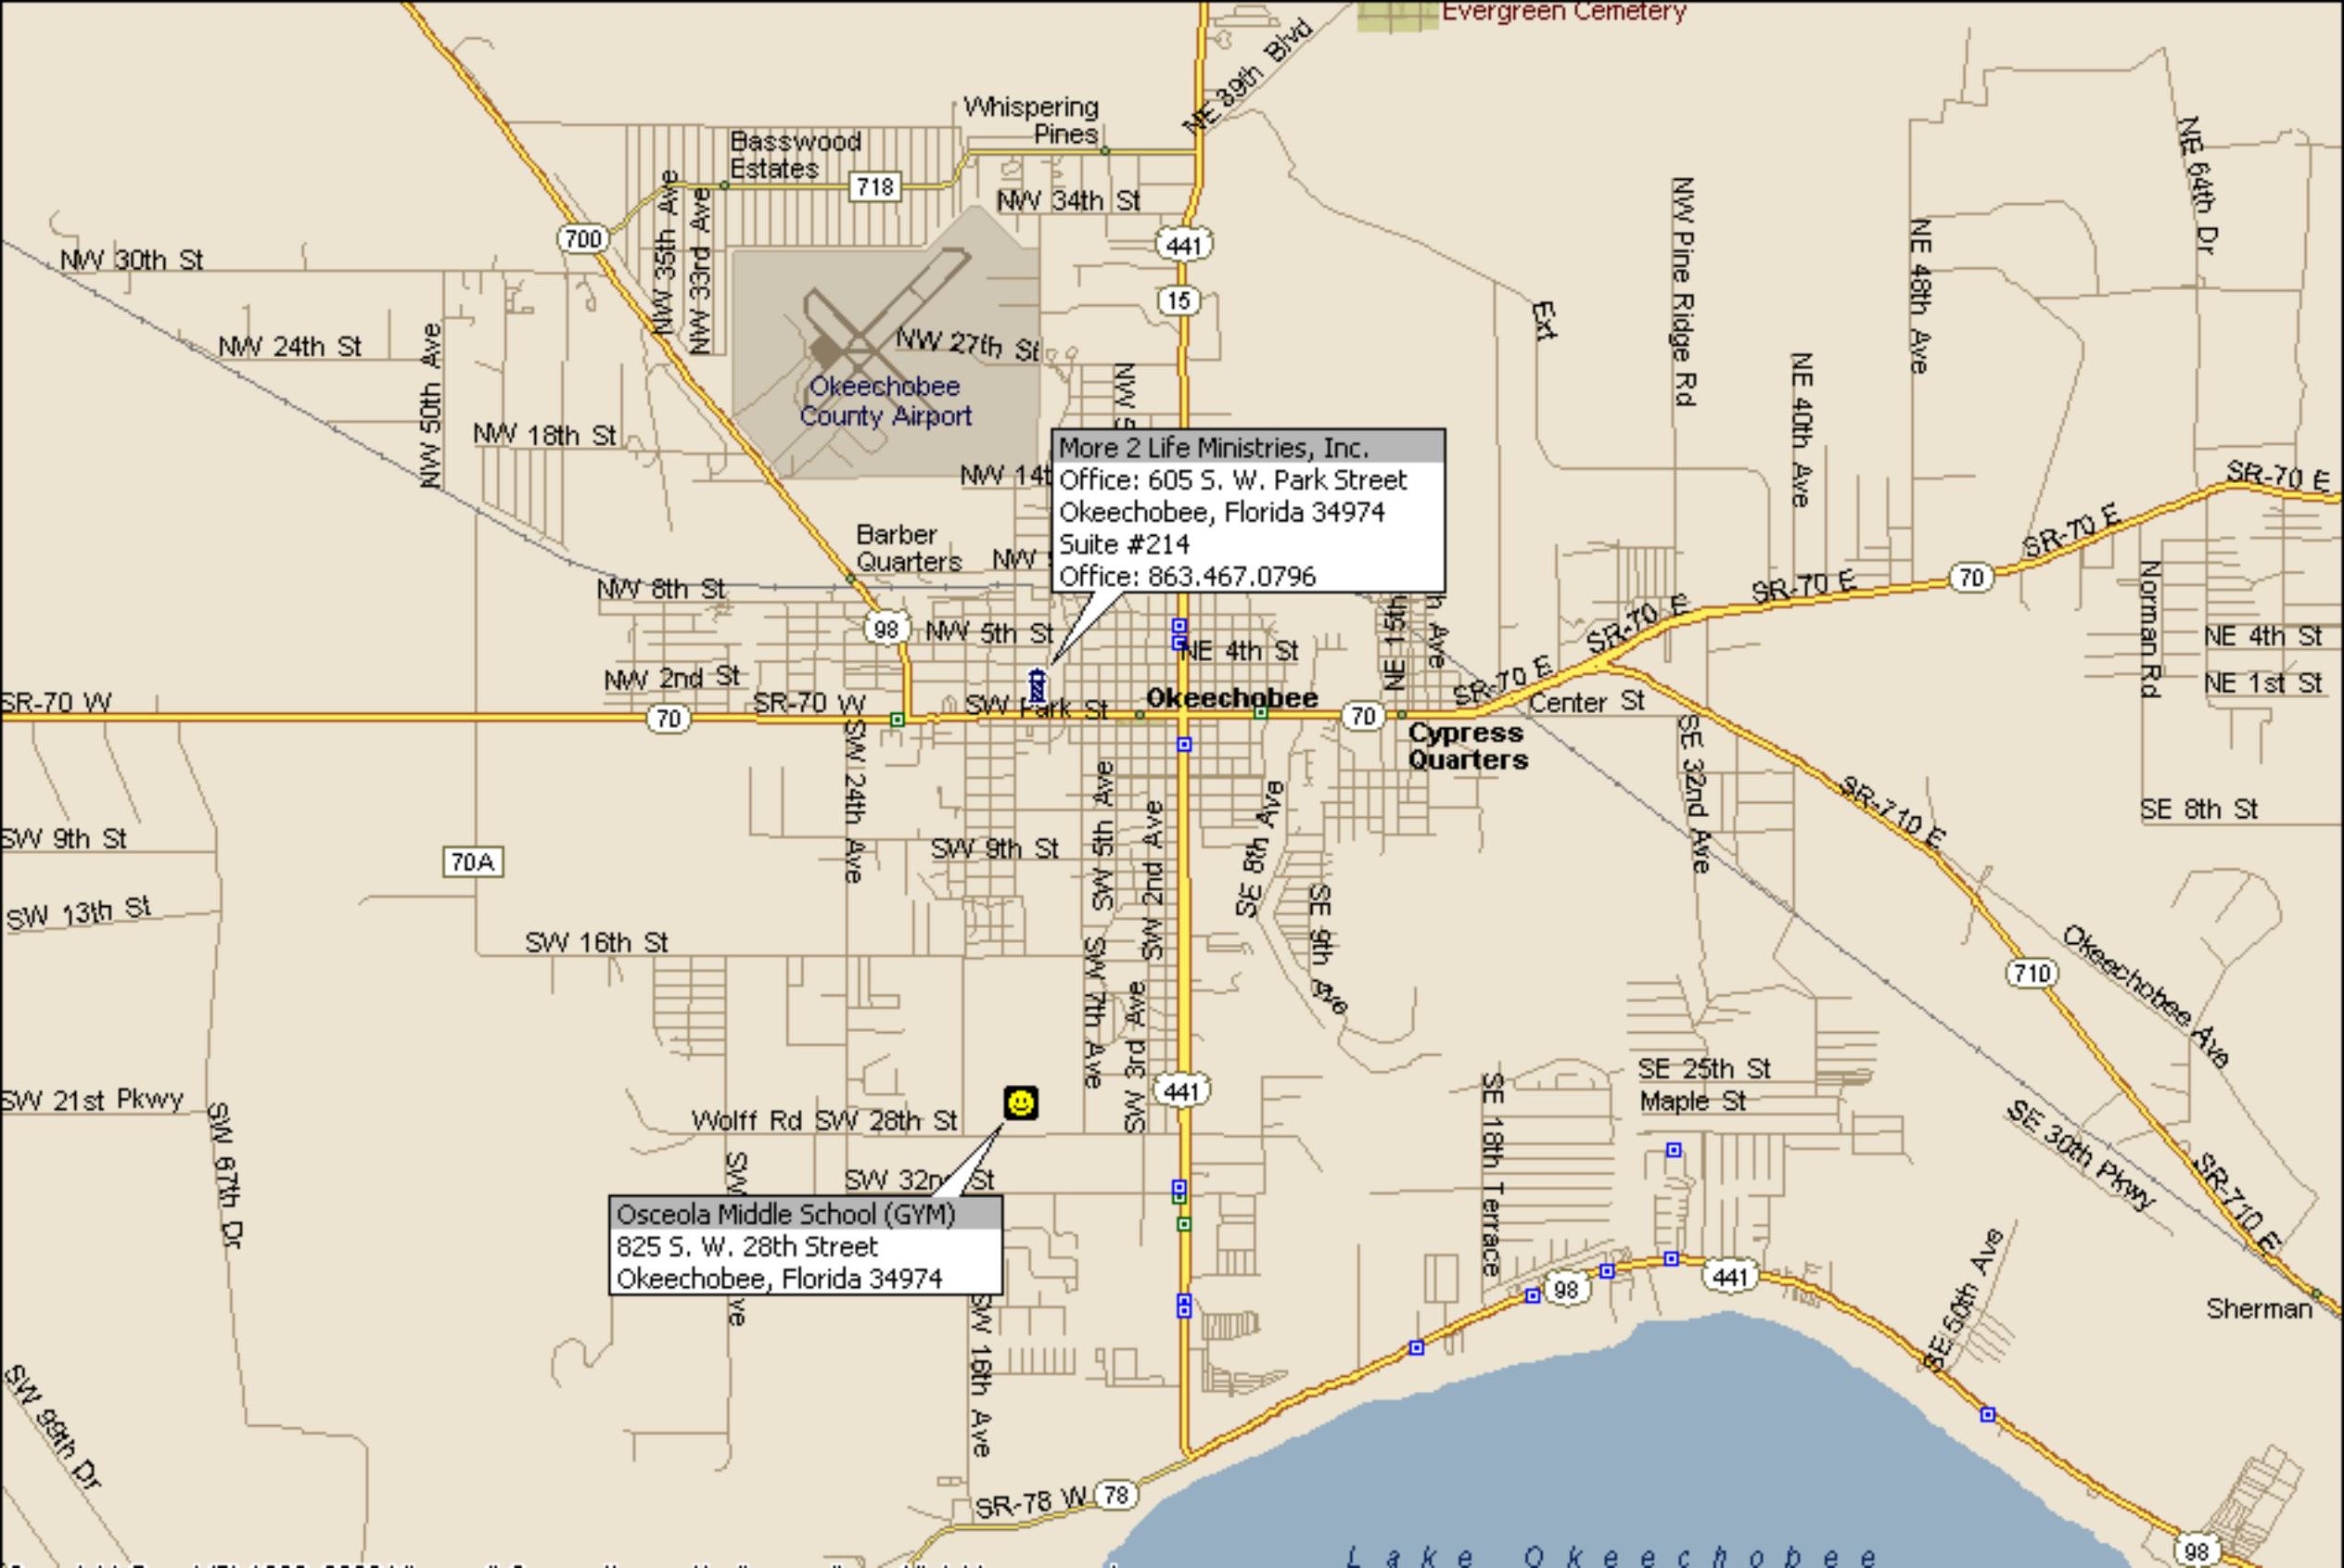 Evergreen Cemetery
NE 39th Blvd
Whispering
Pines
Basswood
Estates
718
NW 34th St
NW 35th Ave
NW 33rd Ave
700
441
15
NW 30th St
NW 24th St
NW 50th Ave
NW 18th St
NW 27th St
Okeechobee
County Airport
NW
Ext
NW Pine Ridge Rd
NE 40th Ave
NE 48th Ave
NE 64th Dr
More 2 Life Ministries, Inc.
Office: 605 S. W. Park Street
Okeechobee, Florida 34974
Suite #214
Office: 863.467.0796
NW 14t
Barber
Quarters
NW
NW 8th St
98
NW 5th St
NE 4th St
NE 15th
h Ave
NW 2nd St
SR-70 W
70
SR-70 W
SW Park St
Okeechobee
70
Cypress
Quarters
SR-70 E
SR-70 E
SR-70 E
70
SR-70 E
SR-70 E
Center St
Norman Rd
NE 4th St
NE 1st St
SE 8th St
SE 32nd Ave
SR-710 E
710
Okeechobee Ave
SW 24th Ave
SW 9th St
70A
SW 9th St
SW 5th Ave
SW 2nd Ave
SE 8th Ave
SE 9th Ave
Ave
SW 13th St
SW 16th St
SW 7th Ave
SW 3rd Ave
441
SW 21st Pkwy
SW 67th Dr
Wolff Rd SW 28th St
SW 32nd St
SW
ve
Osceola Middle School (GYM)
825 S. W. 28th Street
Okeechobee, Florida 34974
SW 16th Ave
SE 18th Terrace
SE 25th St
Maple St
SE 30th Pkwy
SR-710 E
Sherman
98
441
SE 50th Ave
SW 99th Dr
SR-78 W
78
98
Lake Okeechobee